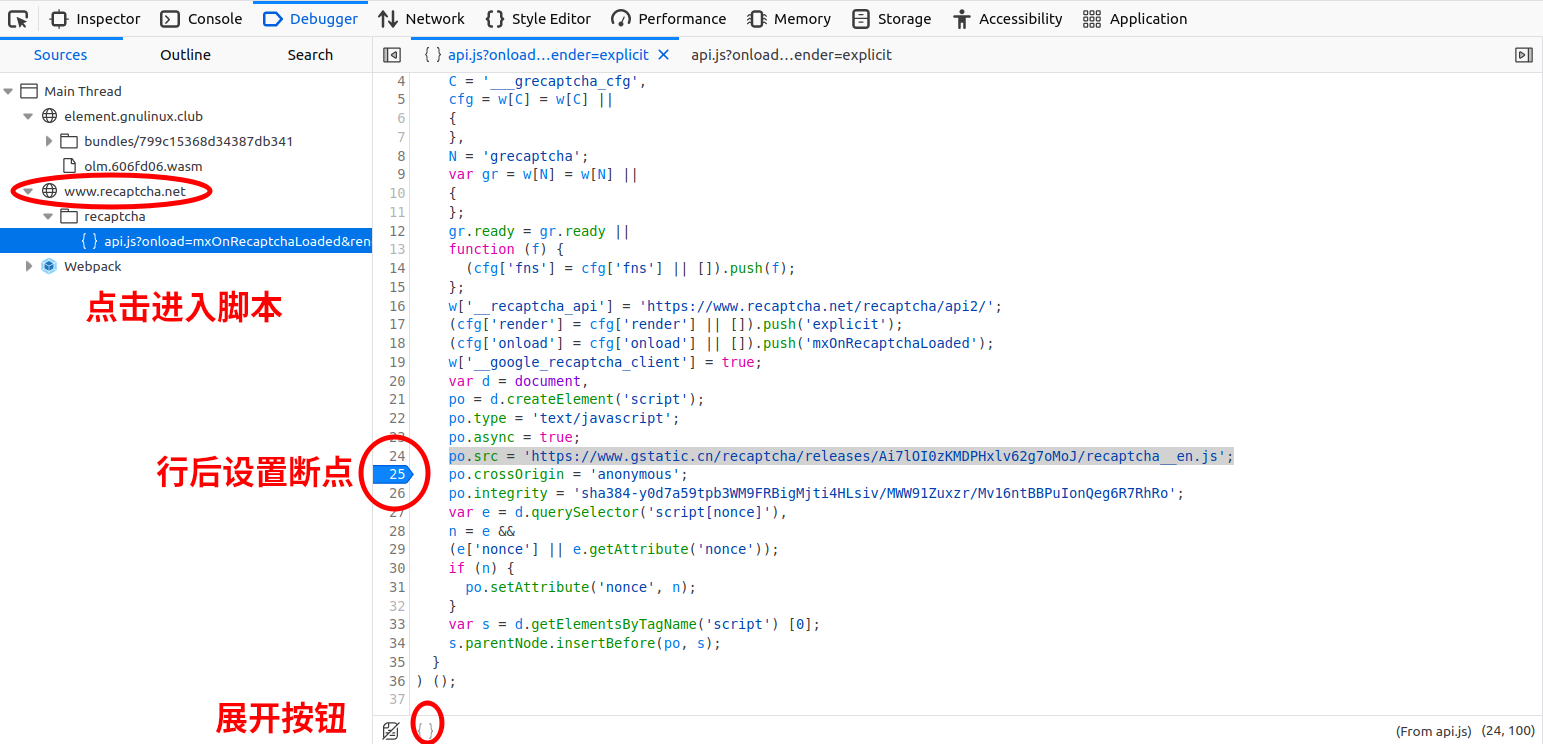 Inspector Console Debugger Network Style Editor Performance Memory Storage Accessibility Application
Sources Outline Search
api.js?onload…ender=explicit api.js?onload…ender=explicit
Main Thread
element.gnulinux.club
bundles/799c15368d34387db341
olm.606fd06.wasm
www.recaptcha.net
recaptcha
{ } api.js?onload=mxOnRecaptchaLoaded&ren
Webpack
点击进入脚本
行后设置断点
展开按钮
4 C = '___grecaptcha_cfg',
5 cfg = w[C] = w[C] ||
6 {
7 },
8 N = 'grecaptcha';
9 var gr = w[N] = w[N] ||
10 {
11 };
12 gr.ready = gr.ready ||
13 function (f) {
14 (cfg['fns'] = cfg['fns'] || []).push(f);
15 };
16 w['__recaptcha_api'] = 'https://www.recaptcha.net/recaptcha/api2/';
17 (cfg['render'] = cfg['render'] || []).push('explicit');
18 (cfg['onload'] = cfg['onload'] || []).push('mxOnRecaptchaLoaded');
19 w['__google_recaptcha_client'] = true;
20 var d = document,
21 po = d.createElement('script');
22 po.type = 'text/javascript';
23 po.async = true;
24 po.src = 'https://www.gstatic.cn/recaptcha/releases/Ai7lOI0zKMDPHxlv62g7oMoJ/recaptcha__en.js';
25 po.crossOrigin = 'anonymous';
26 po.integrity = 'sha384-y0d7a59tpb3WM9FRBigMjti4HLsiv/MWW91Zuxzr/Mv16ntBBPuIonQeg6R7RhRo';
27 var e = d.querySelector('script[nonce]'),
28 n = e &&
29 (e['nonce'] || e.getAttribute('nonce'));
30 if (n) {
31 po.setAttribute('nonce', n);
32 }
33 var s = d.getElementsByTagName('script') [0];
34 s.parentNode.insertBefore(po, s);
35 }
36 ) ();
37
{ } (From api.js) (24, 100)